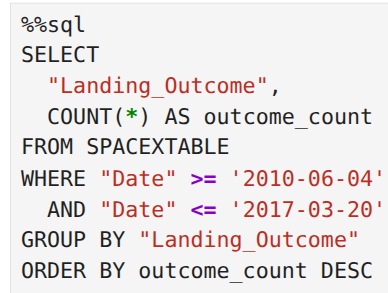 %%sql
SELECT
  "Landing_Outcome",
  COUNT(*) AS outcome_count
FROM SPACEXTABLE
WHERE "Date" >= '2010-06-04'
  AND "Date" <= '2017-03-20'
GROUP BY "Landing_Outcome"
ORDER BY outcome_count DESC